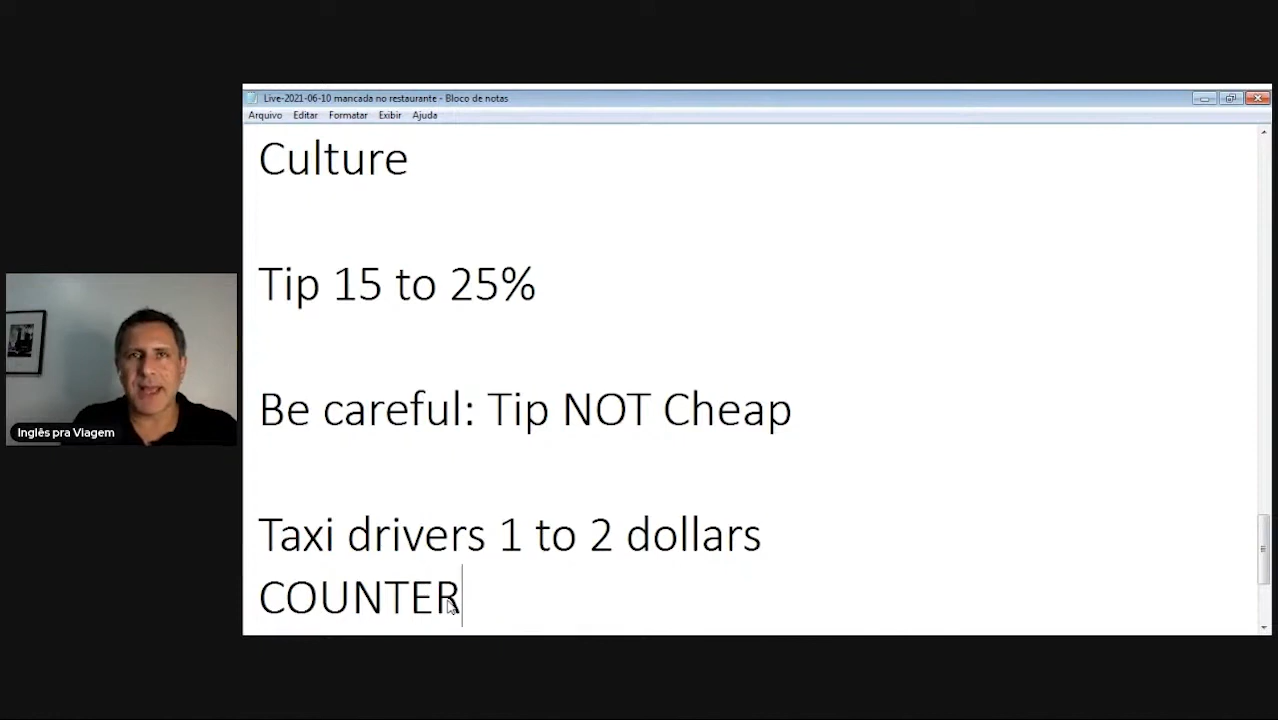 Live-2021-06-10 mancada no restaurante - Bloco de notas
Arquivo Editar Formatar Exibir Ajuda
Culture
Tip 15 to 25%
Be careful: Tip NOT Cheap
Taxi drivers 1 to 2 dollars
COUNTER
Inglês pra Viagem